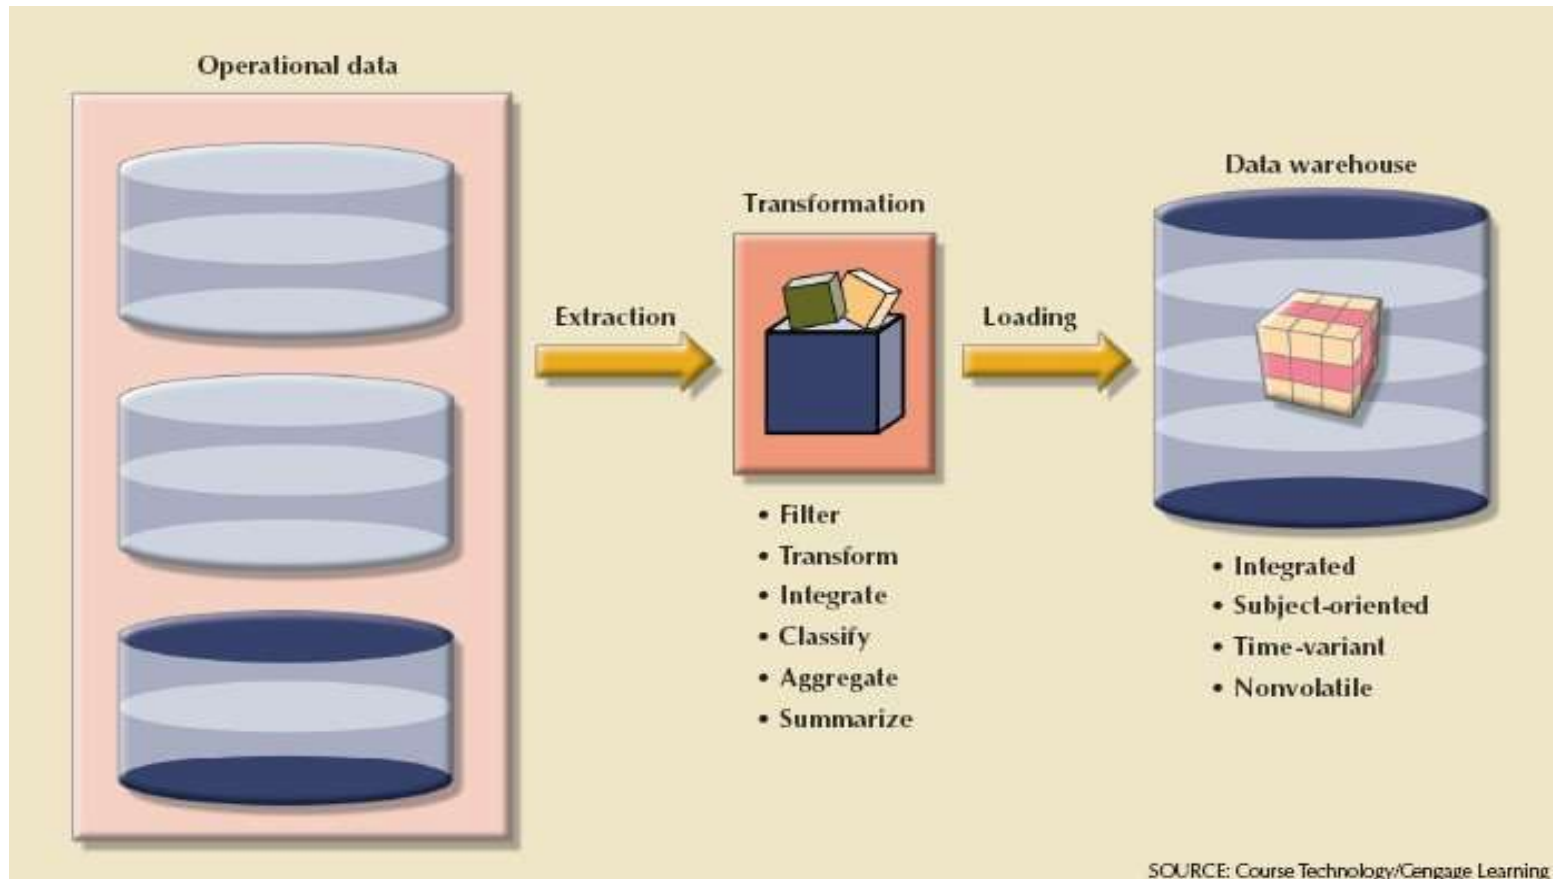 Operational data
Extraction
Transformation
• Filter
• Transform
• Integrate
• Classify
• Aggregate
• Summarize
Loading
Data warehouse
• Integrated
• Subject-oriented
• Time-variant
• Nonvolatile
SOURCE: Course Technology/Cengage Learning